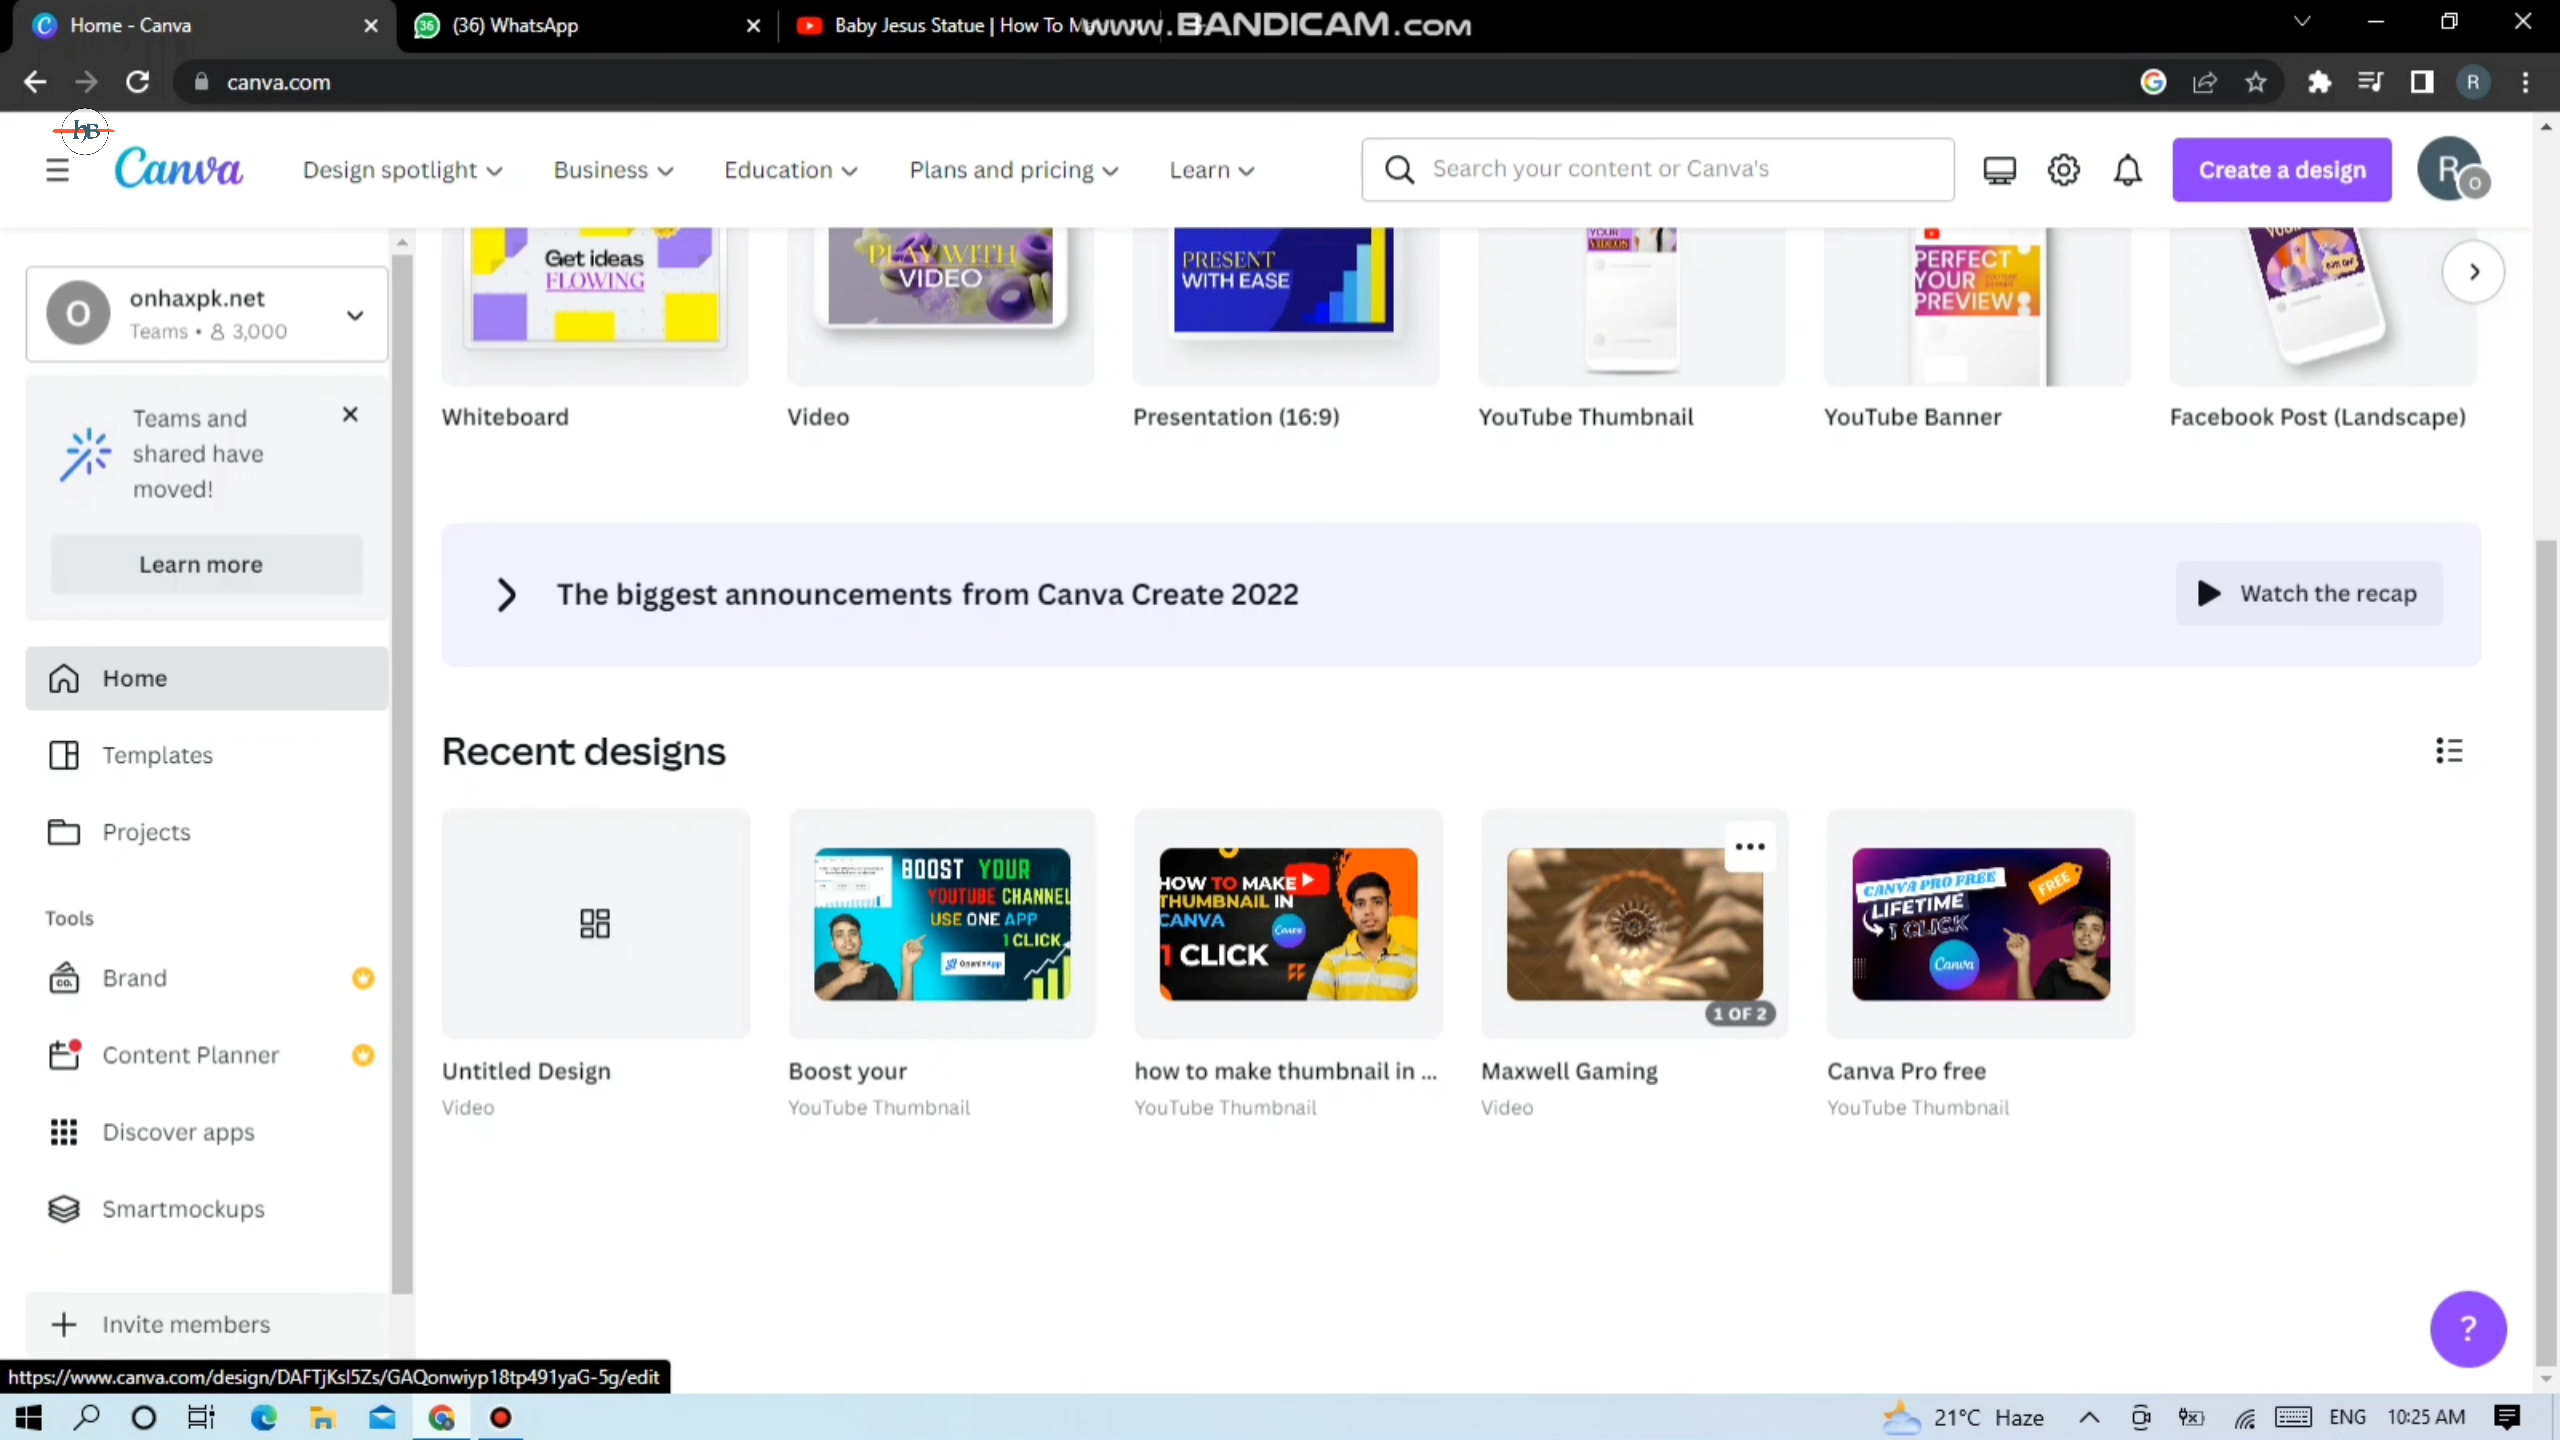 Home - Canva
(36) WhatsApp
Baby Jesus Statue | How To
www.BANDICAM.com
canva.com
hB
Canva
Design spotlight
Business
Education
Plans and pricing
Learn
Search your content or Canva's
Create a design
R
O
onhaxpk.net
Teams • 3,000
Teams and
shared have
moved!
Learn more
Home
Templates
Projects
Tools
Brand
Content Planner
Discover apps
Smartmockups
Invite members
Get ideas
FLOWING
PLAY WITH
VIDEO
PRESENT
WITH EASE
YOUR
VIDEOS
PERFECT
YOUR
PREVIEW
Whiteboard
Video
Presentation (16:9)
YouTube Thumbnail
YouTube Banner
Facebook Post (Landscape)
The biggest announcements from Canva Create 2022
Watch the recap
Recent designs
BOOST YOUR
YOUTUBE CHANNEL
USE ONE APP
1 CLICK
HOW TO MAKE
THUMBNAIL IN
CANVA
Canva
1 CLICK
1 OF 2
CANVA PRO FREE
LIFETIME
1 CLICK
FREE
Canva
Untitled Design
Video
Boost your
YouTube Thumbnail
how to make thumbnail in ...
YouTube Thumbnail
Maxwell Gaming
Video
Canva Pro free
YouTube Thumbnail
?
https://www.canva.com/design/DAFTjKsI5Zs/GAQonwiyp18tp491yaG-5g/edit
21°C Haze
ENG
10:25 AM